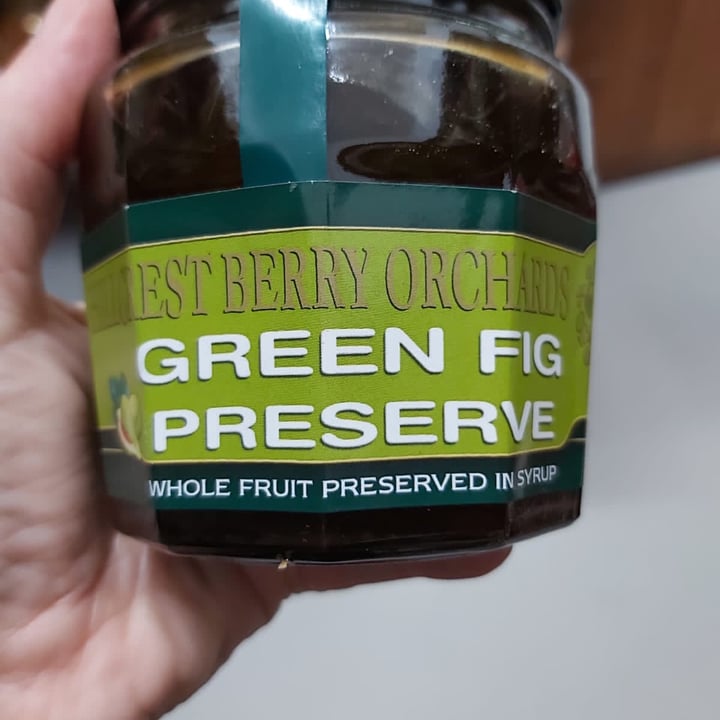 BERRY ORCHARDS
GREEN FIG
PRESERVE
WHOLE FRUIT PRESERVED IN SYRUP